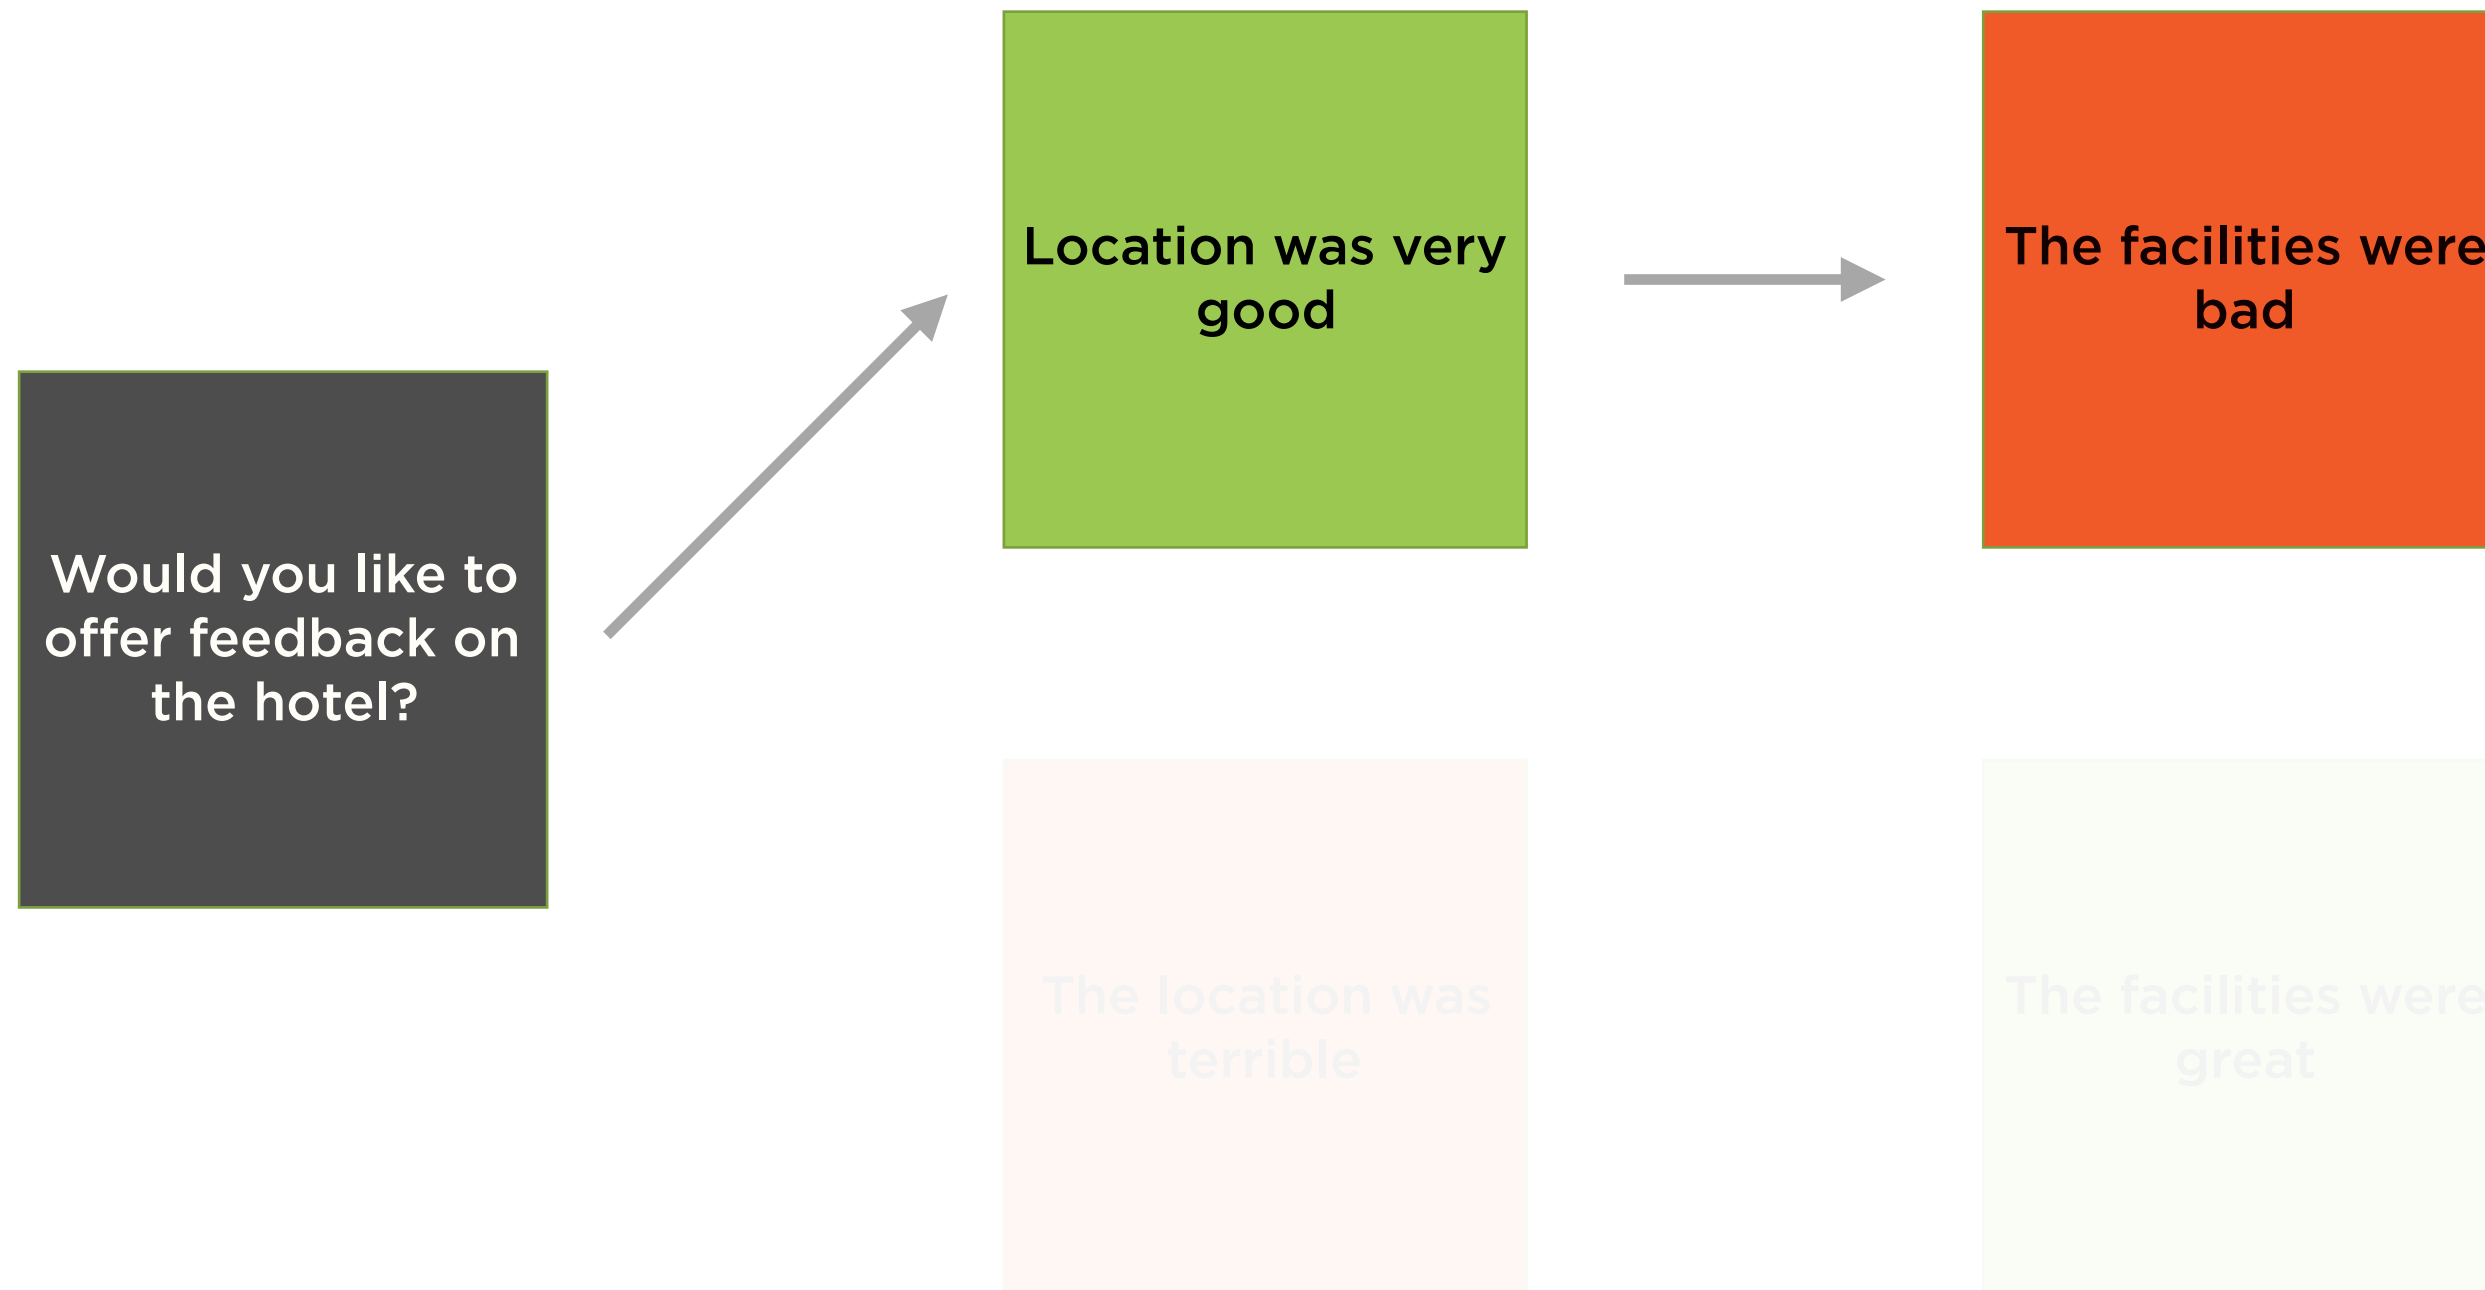 Location was very
good
The facilities were
bad
Would you like to
offer feedback on
the hotel?
The location was
terrible
The facilities were
great